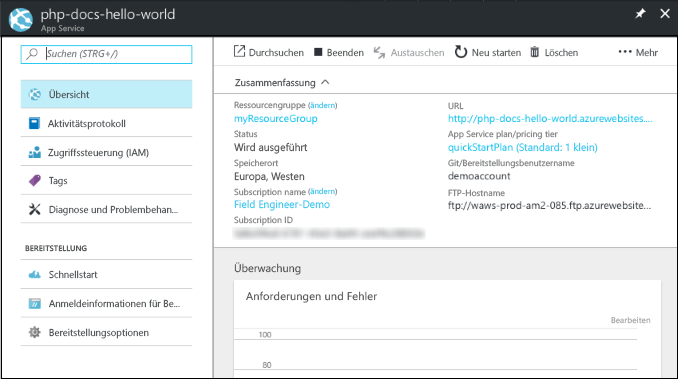 php-docs-hello-world
App Service
Suchen (STRG+/)
Übersicht
Aktivitätsprotokoll
Zugriffssteuerung (IAM)
Tags
Diagnose und Problembehan...
BEREITSTELLUNG
Schnellstart
Anmeldeinformationen für Be...
Bereitstellungsoptionen
Durchsuchen Beenden Austauschen Neu starten Löschen ••• Mehr
Zusammenfassung
Ressourcengruppe (ändern)
myResourceGroup
Status
Wird ausgeführt
Speicherort
Europa, Westen
Subscription name (ändern)
Field Engineer-Demo
Subscription ID
URL
http://php-docs-hello-world.azurewebsites....
App Service plan/pricing tier
quickStartPlan (Standard: 1 klein)
Git/Bereitstellungsbenutzername
demoaccount
FTP-Hostname
ftp://waws-prod-am2-085.ftp.azurewebsite...
Überwachung
Anforderungen und Fehler
Bearbeiten
100
80